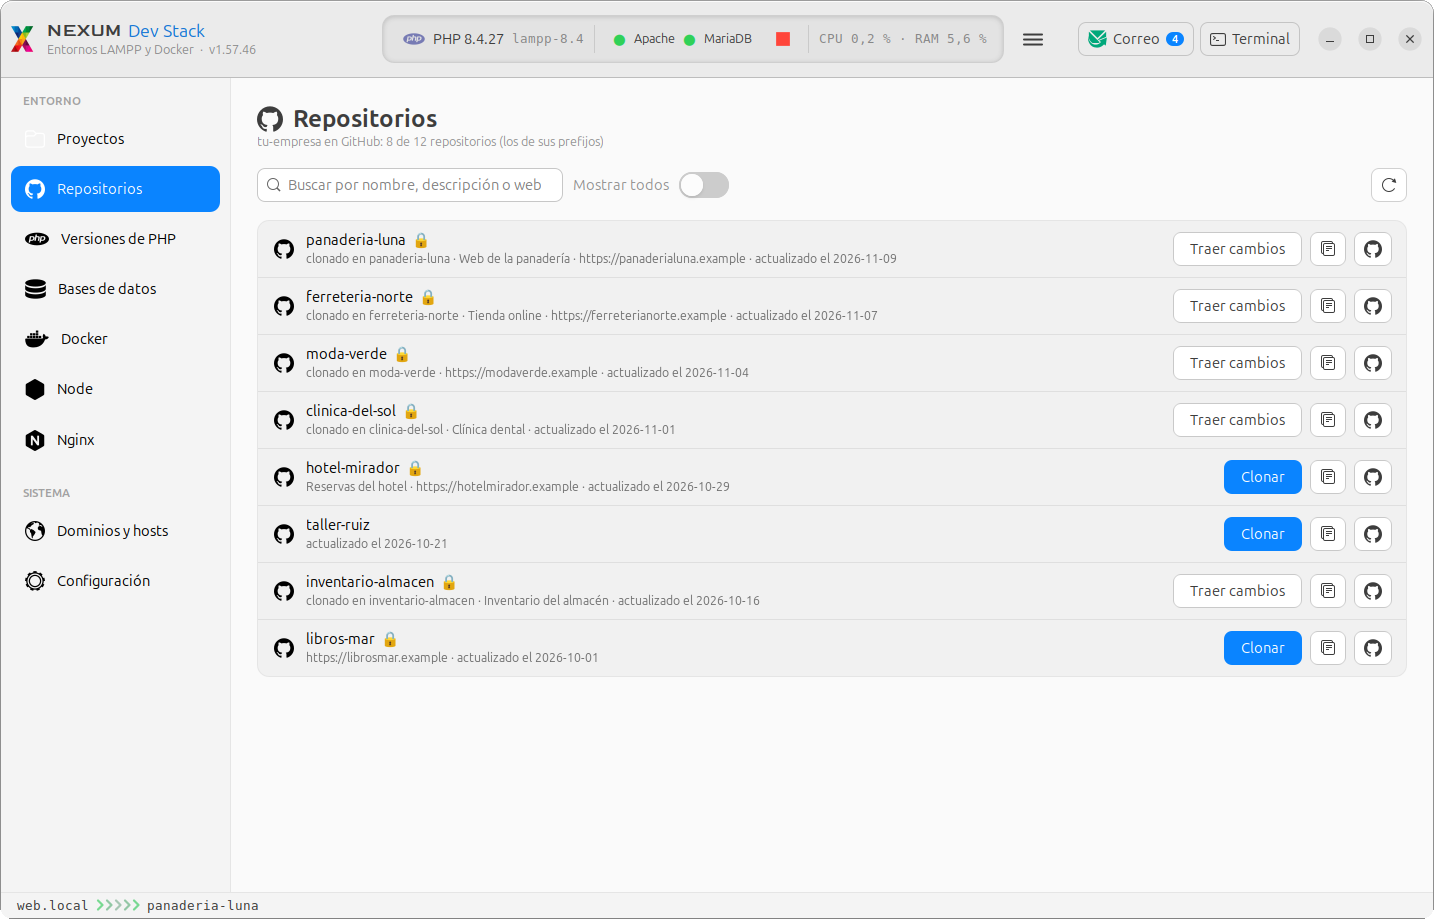 NEXUM Dev Stack
Entornos LAMPP y Docker · v1.57.46
php PHP 8.4.27 lampp-8.4
Apache MariaDB
CPU 0,2 % · RAM 5,6 %
Correo 4
Terminal
ENTORNO
Proyectos
Repositorios
php Versiones de PHP
Bases de datos
Docker
Node
N Nginx
SISTEMA
Dominios y hosts
Configuración
Repositorios
tu-empresa en GitHub: 8 de 12 repositorios (los de sus prefijos)
Buscar por nombre, descripción o web
Mostrar todos
panaderia-luna
clonado en panaderia-luna · Web de la panadería · https://panaderialuna.example · actualizado el 2026-11-09
Traer cambios
ferreteria-norte
clonado en ferreteria-norte · Tienda online · https://ferreterianorte.example · actualizado el 2026-11-07
Traer cambios
moda-verde
clonado en moda-verde · https://modaverde.example · actualizado el 2026-11-04
Traer cambios
clinica-del-sol
clonado en clinica-del-sol · Clínica dental · actualizado el 2026-11-01
Traer cambios
hotel-mirador
Reservas del hotel · https://hotelmirador.example · actualizado el 2026-10-29
Clonar
taller-ruiz
actualizado el 2026-10-21
Clonar
inventario-almacen
clonado en inventario-almacen · Inventario del almacén · actualizado el 2026-10-16
Traer cambios
libros-mar
https://librosmar.example · actualizado el 2026-10-01
Clonar
web.local panaderia-luna